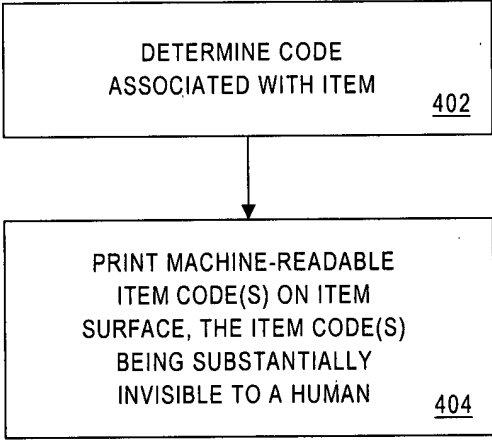 DETERMINE CODE
ASSOCIATED WITH ITEM
402
PRINT MACHINE-READABLE
ITEM CODE(S) ON ITEM
SURFACE, THE ITEM CODE(S)
BEING SUBSTANTIALLY
INVISIBLE TO A HUMAN
404